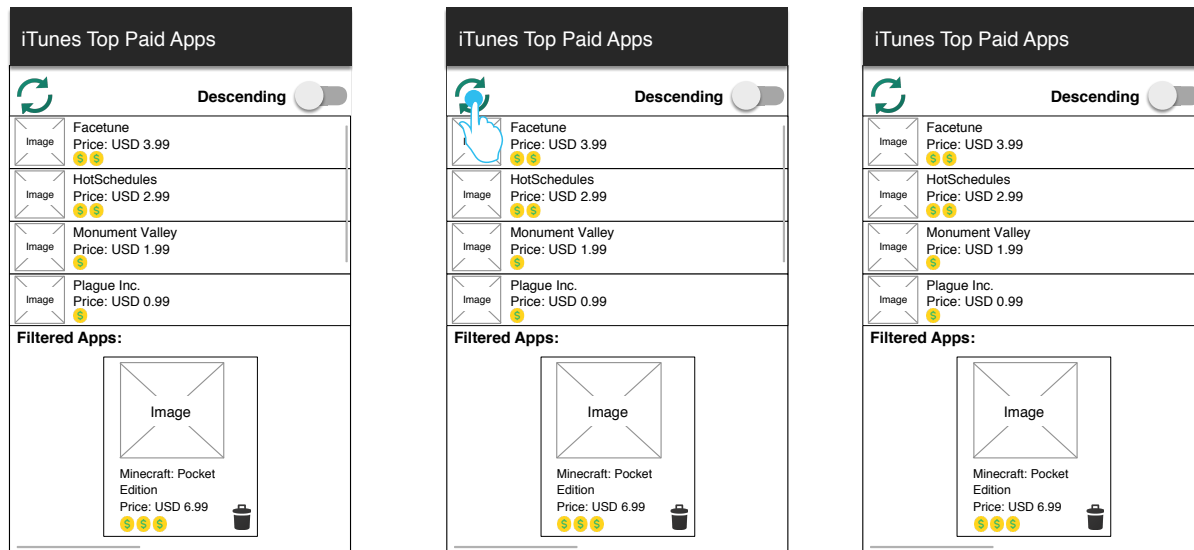 iTunes Top Paid Apps
Descending
Image
Facetune
Price: USD 3.99
$ $
Image
HotSchedules
Price: USD 2.99
$ $
Image
Monument Valley
Price: USD 1.99
$
Image
Plague Inc.
Price: USD 0.99
$
Filtered Apps:
Image
Minecraft: Pocket
Edition
Price: USD 6.99
$ $ $
iTunes Top Paid Apps
Descending
Facetune
Price: USD 3.99
$ $
Image
HotSchedules
Price: USD 2.99
$ $
Image
Monument Valley
Price: USD 1.99
$
Image
Plague Inc.
Price: USD 0.99
$
Filtered Apps:
Image
Minecraft: Pocket
Edition
Price: USD 6.99
$ $ $
iTunes Top Paid Apps
Descending
Image
Facetune
Price: USD 3.99
$ $
Image
HotSchedules
Price: USD 2.99
$ $
Image
Monument Valley
Price: USD 1.99
$
Image
Plague Inc.
Price: USD 0.99
$
Filtered Apps:
Image
Minecraft: Pocket
Edition
Price: USD 6.99
$ $ $